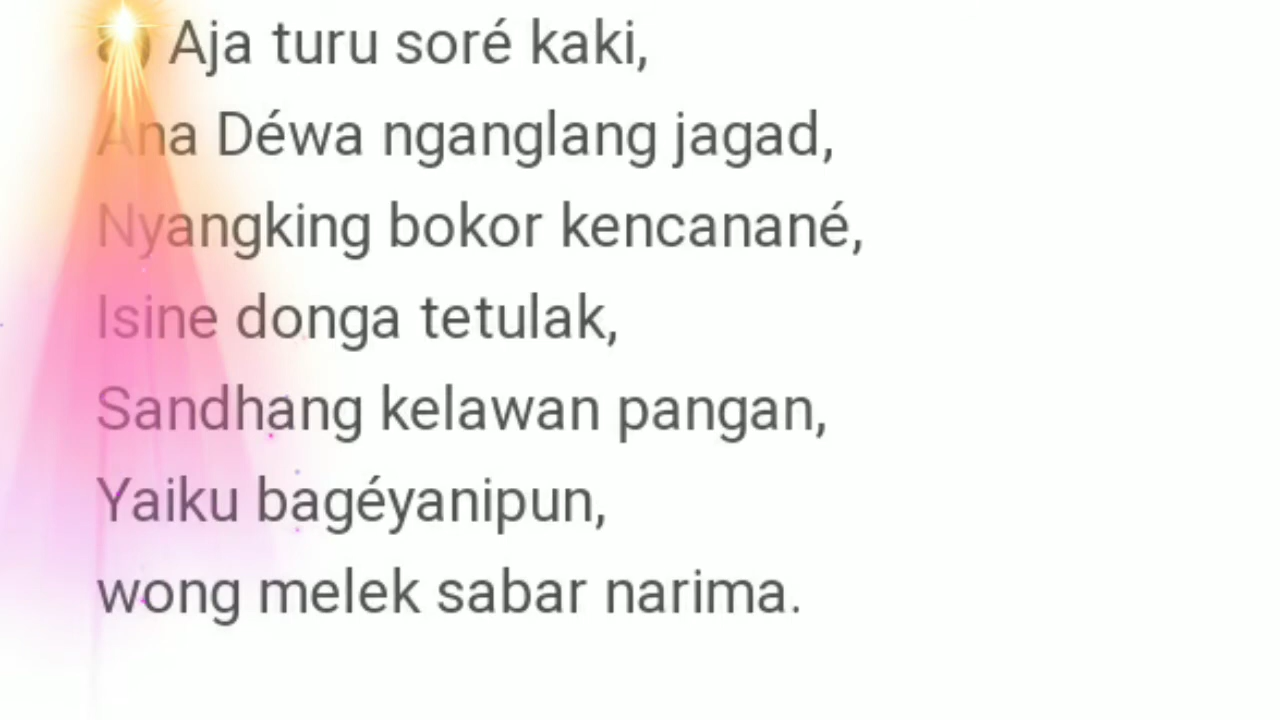 a) Aja turu soré kaki,
Ana Déwa nganglang jagad,
Nyangking bokor kencanané,
Isine donga tetulak,
Sandhang kelawan pangan,
Yaiku bagéyanipun,
wong melek sabar narima.